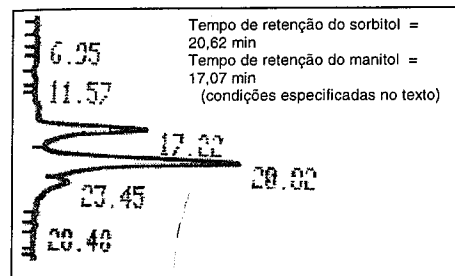 Tempo de retenção do sorbitol =
20,62 min
Tempo de retenção do manitol =
17,07 min
(condições especificadas no texto)
6.95
11.57
17.22
20.02
23.45
28.40